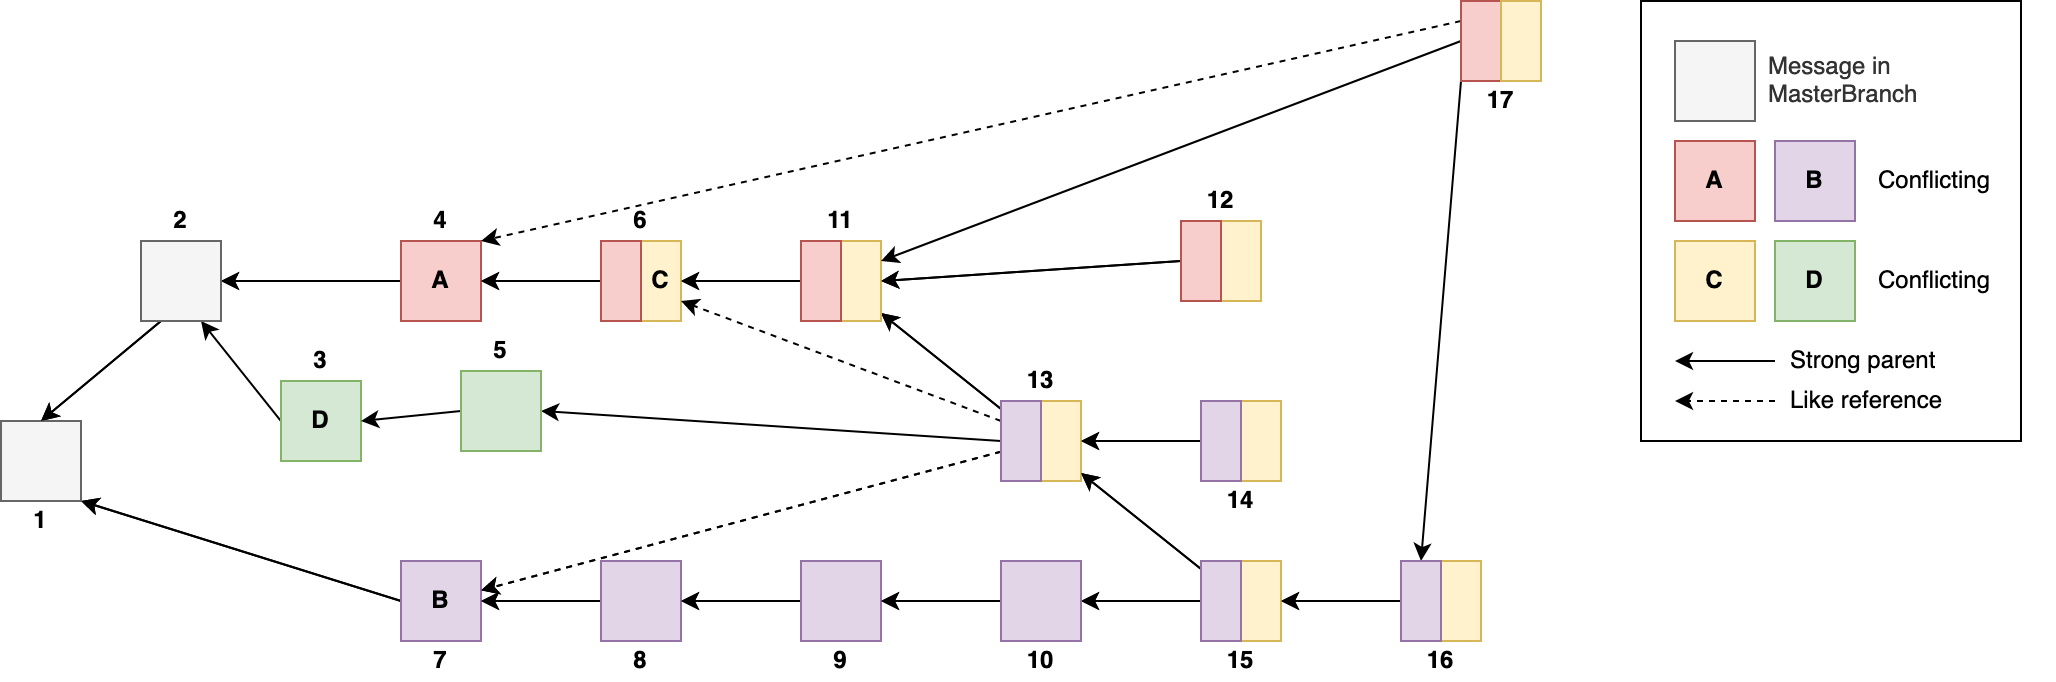 17
Message in
MasterBranch
A
B
Conflicting
C
D
Conflicting
Strong parent
Like reference
2
4
6
11
12
A
C
3
5
13
D
14
1
B
7
8
9
10
15
16